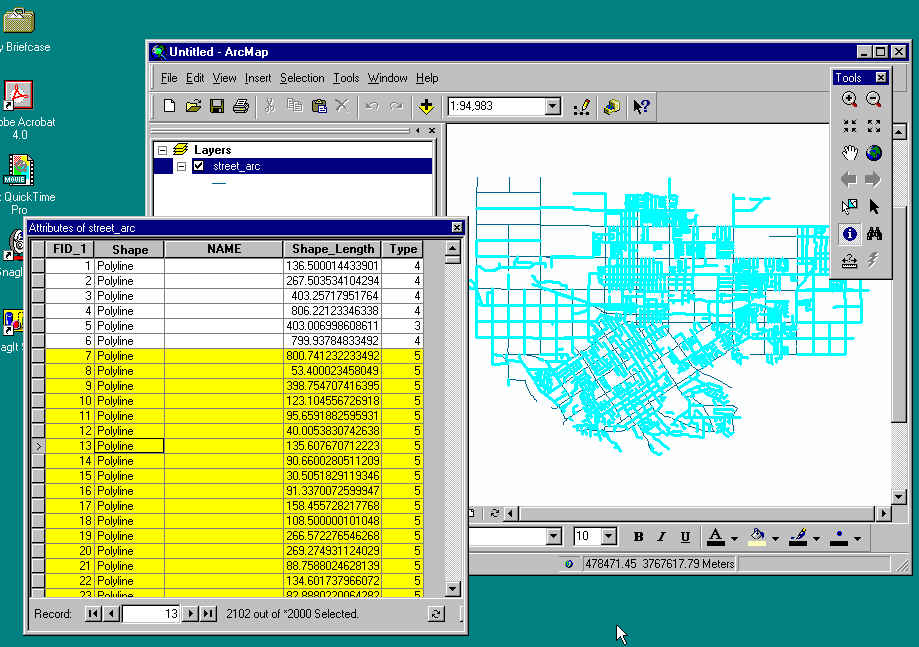 y Briefcase
obe Acrobat
4.0
MOVIE
QuickTime
Pro
Untitled - ArcMap
File Edit View Insert Selection Tools Window Help
1:94,983
Tools
Layers
street_arc
Attributes of street_arc
FID_1 Shape NAME Shape_Length Type
1 Polyline 136.500014433901 4
2 Polyline 267.503534104294 4
3 Polyline 403.25717951764 4
4 Polyline 806.22123346338 4
5 Polyline 403.006998608611 3
6 Polyline 799.93784833492 4
7 Polyline 800.741232233492 5
8 Polyline 53.400023458049 5
9 Polyline 398.754707416395 5
10 Polyline 123.104556726918 5
11 Polyline 95.6591882595931 5
12 Polyline 40.0053830742638 5
13 Polyline 135.607670712223 5
14 Polyline 90.6600280511209 5
15 Polyline 30.5051829119346 5
16 Polyline 91.3370072599947 5
17 Polyline 158.455728217768 5
18 Polyline 108.500000101048 5
19 Polyline 266.572276546268 5
20 Polyline 269.274931124029 5
21 Polyline 88.7588024628139 5
22 Polyline 134.601737966072 5
23 Polyline 82.8880220064282 5
Record: 13 2102 out of *2000 Selected.
10 B I U A
478471.45 3767617.79 Meters